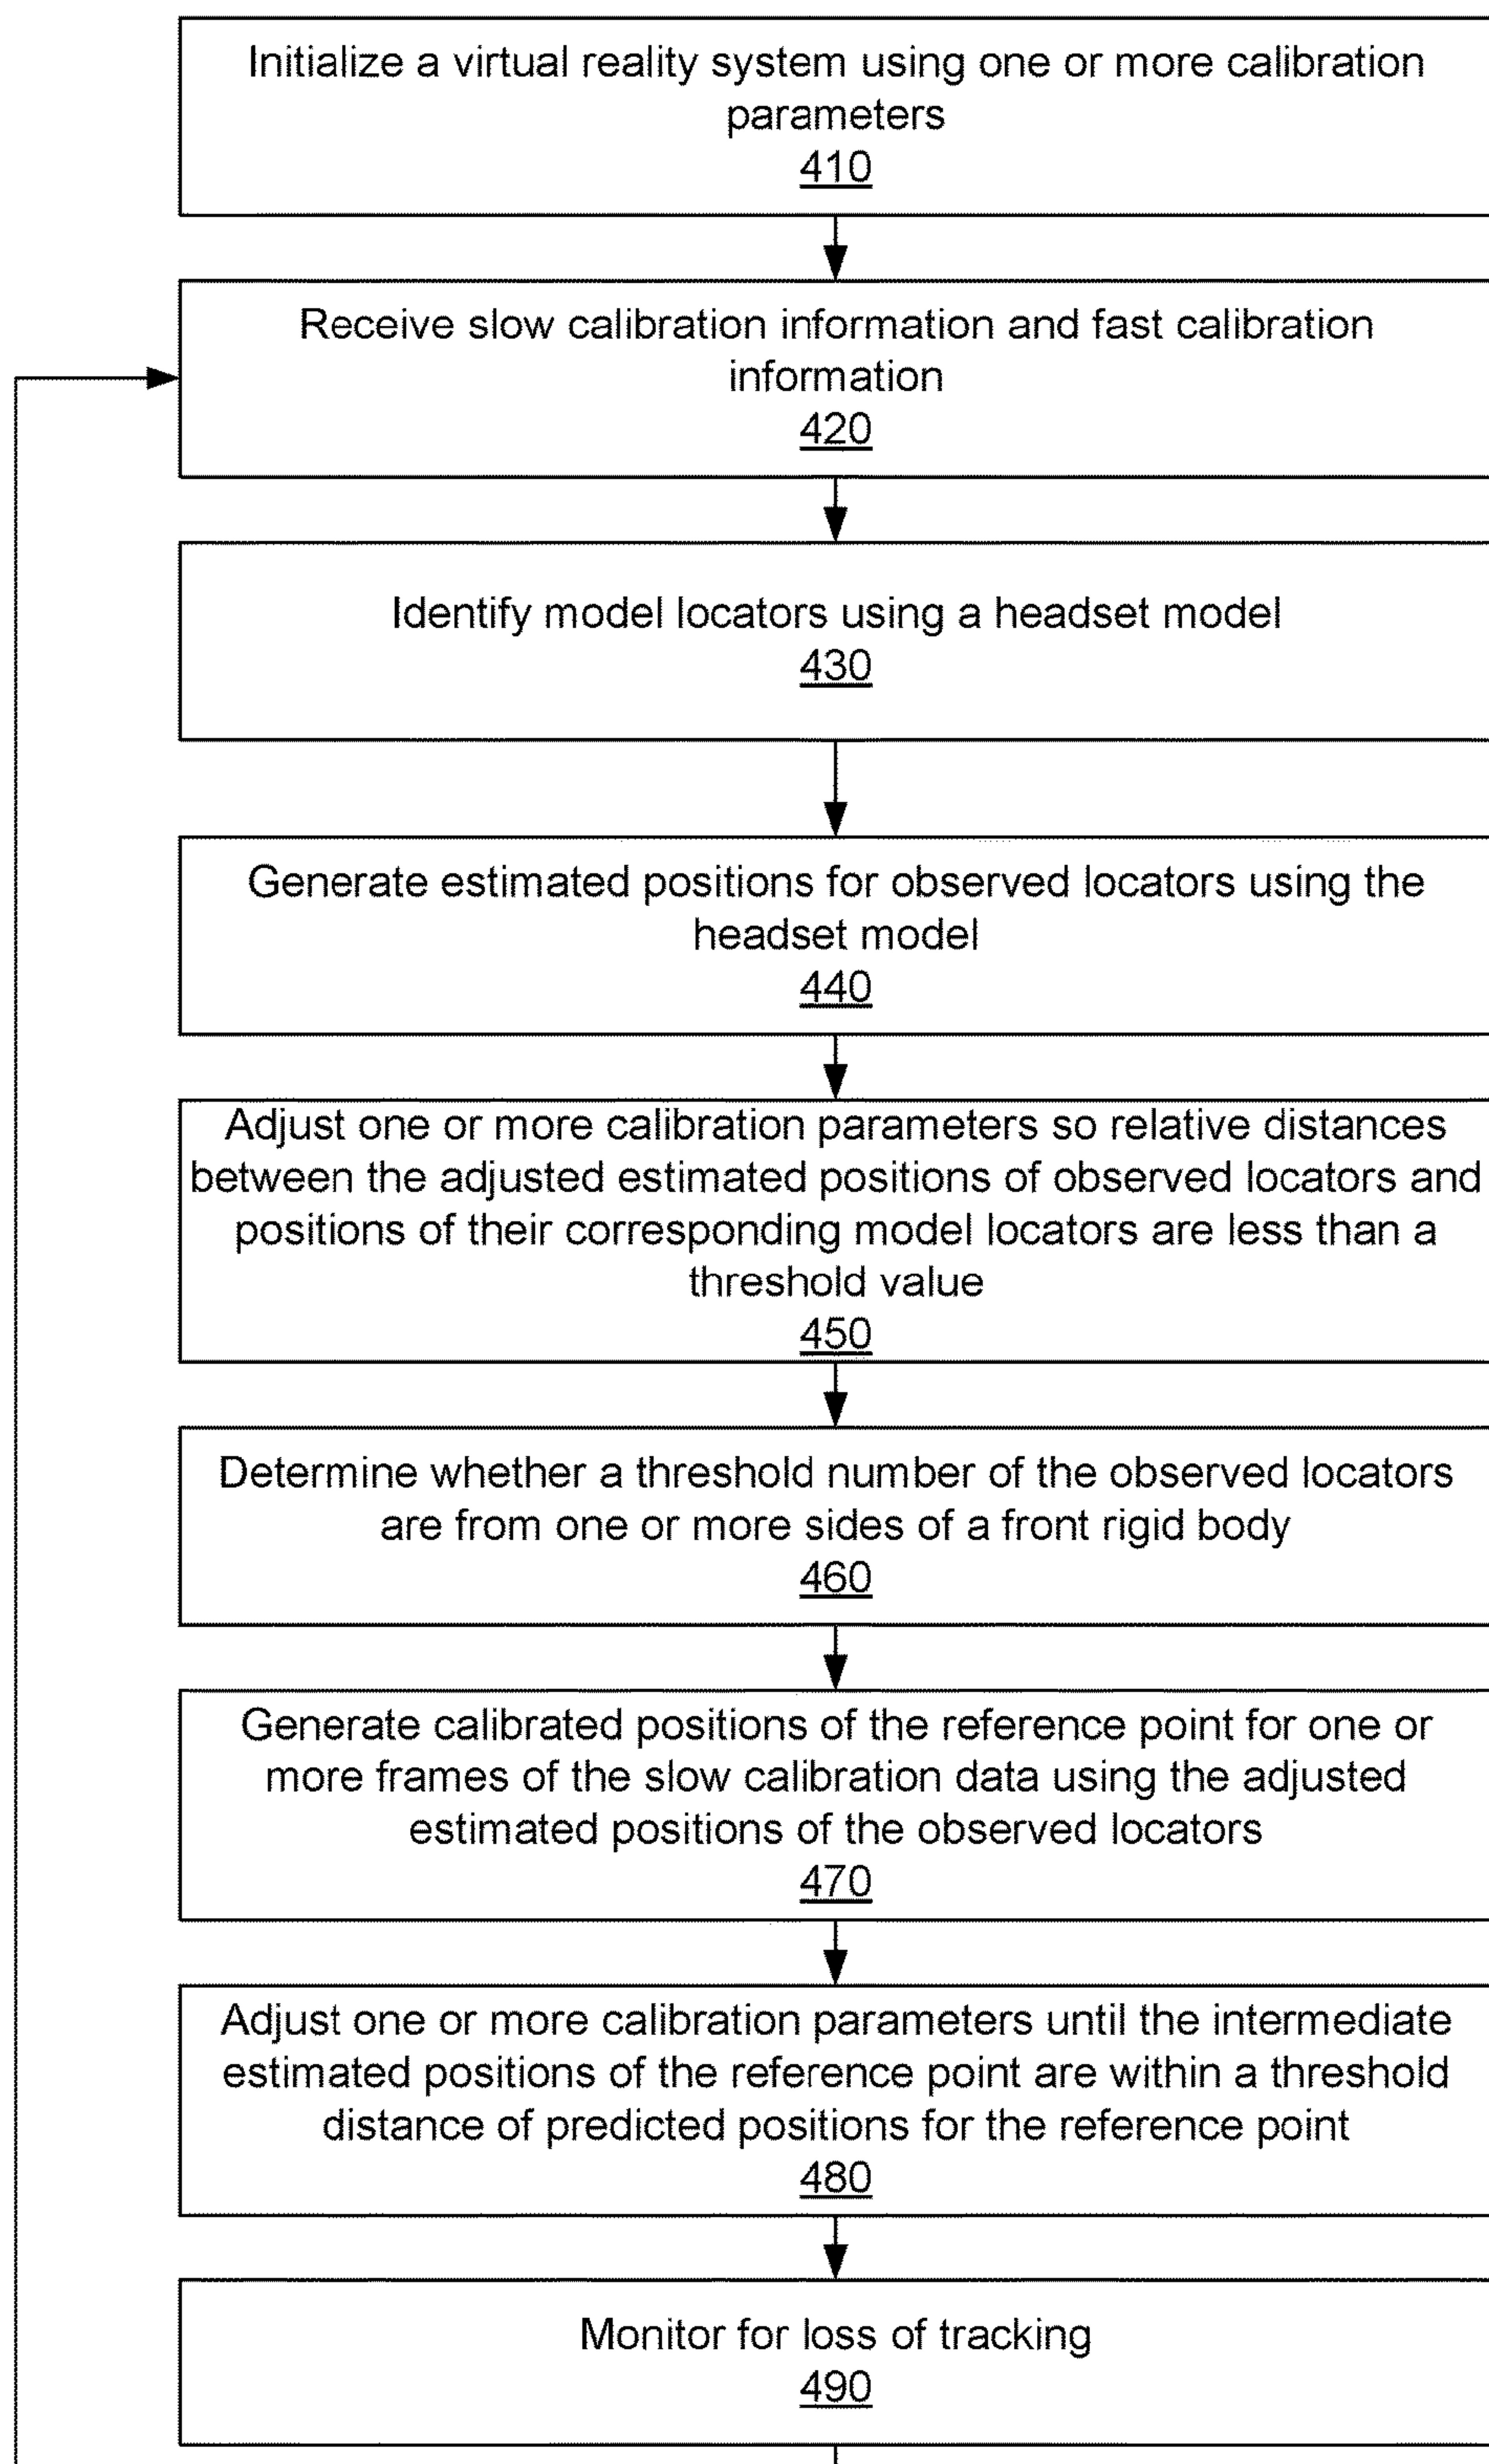 Initialize a virtual reality system using one or more calibration
parameters
410
Receive slow calibration information and fast calibration
information
420
Identify model locators using a headset model
430
Generate estimated positions for observed locators using the
headset model
440
Adjust one or more calibration parameters so relative distances
between the adjusted estimated positions of observed locators and
positions of their corresponding model locators are less than a
threshold value
450
Determine whether a threshold number of the observed locators
are from one or more sides of a front rigid body
460
Generate calibrated positions of the reference point for one or
more frames of the slow calibration data using the adjusted
estimated positions of the observed locators
470
Adjust one or more calibration parameters until the intermediate
estimated positions of the reference point are within a threshold
distance of predicted positions for the reference point
480
Monitor for loss of tracking
490